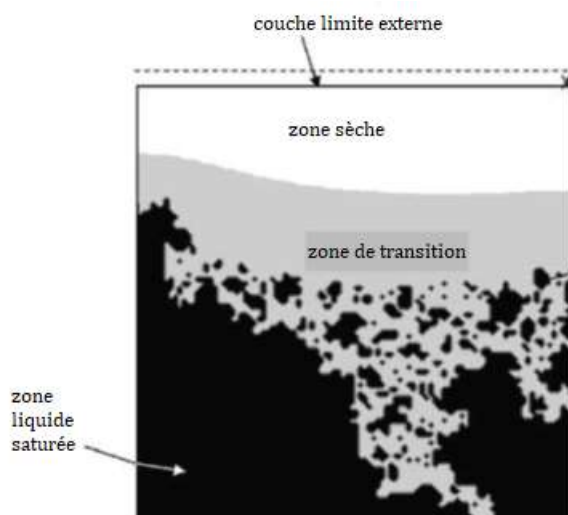 couche limite externe
zone sèche
zone de transition
zone
liquide
saturée